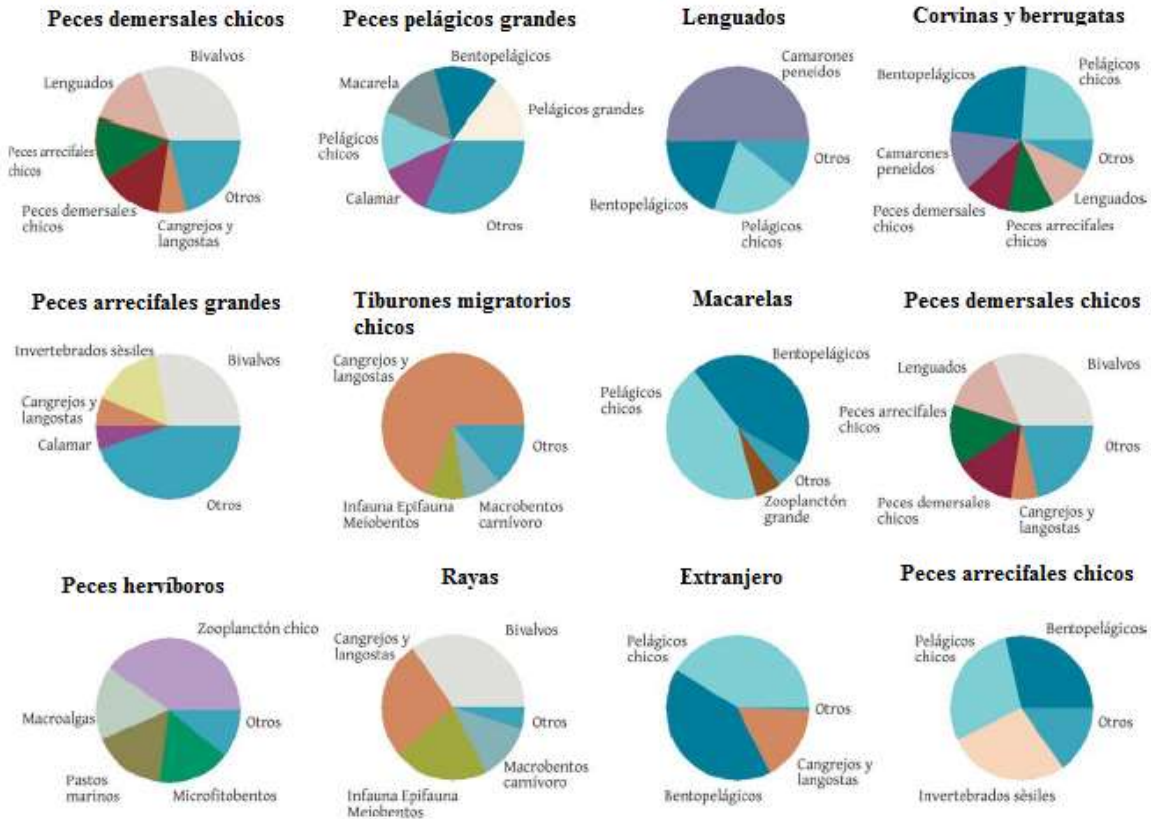 Peces demersales chicos
Bivalvos
Lenguados
Peces arrecifales
chicos
Peces demersales
chicos
Cangrejos y
langostas
Otros
Peces pelágicos grandes
Bentopelágicos
Macarela
Pelágicos grandes
Pelágicos
chicos
Calamar
Otros
Lenguados
Camarones
peneidos
Otros
Bentopelágicos
Pelágicos
chicos
Corvinas y berrugatas
Bentopelágicos
Pelágicos
chicos
Camarones
peneidos
Otros
Peces demersales
chicos
Lenguados
Peces arrecifales
chicos
Peces arrecifales grandes
Invertebrados sèsiles
Bivalvos
Cangrejos y
langostas
Calamar
Otros
Tiburones migratorios
chicos
Cangrejos y
langostas
Otros
Infauna Epifauna
Meiobentos
Macrobentos
carnívoro
Macarelas
Bentopelágicos
Pelágicos
chicos
Otros
Zooplanctón
grande
Peces demersales chicos
Lenguados
Bivalvos
Peces arrecifales
chicos
Otros
Peces demersales
chicos
Cangrejos y
langostas
Peces hervíboros
Zooplanctón chico
Macroalgas
Otros
Pastos
marinos
Microfitobentos
Rayas
Cangrejos y
langostas
Bivalvos
Otros
Macrobentos
carnívoro
Infauna Epifauna
Meiobentos
Extranjero
Pelágicos
chicos
Otros
Cangrejos y
langostas
Bentopelágicos
Peces arrecifales chicos
Pelágicos
chicos
Bentopelágicos
Otros
Invertebrados sèsiles